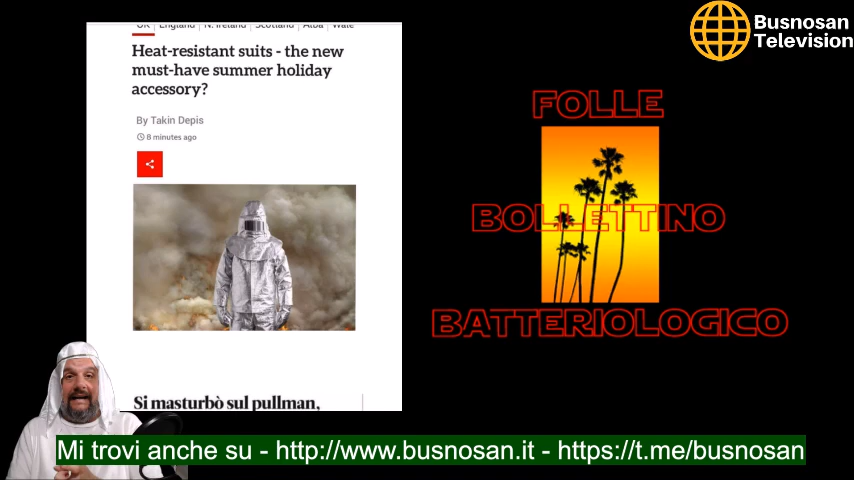 UK England N. Ireland Scotland Alba Wale
Heat-resistant suits - the new
must-have summer holiday
accessory?
By Takin Depis
8 minutes ago
Si masturbò sul pullman,
Busnosan
Television
FOLLE
BOLLETTINO
BATTERIOLOGICO
Mi trovi anche su - http://www.busnosan.it - https://t.me/busnosan